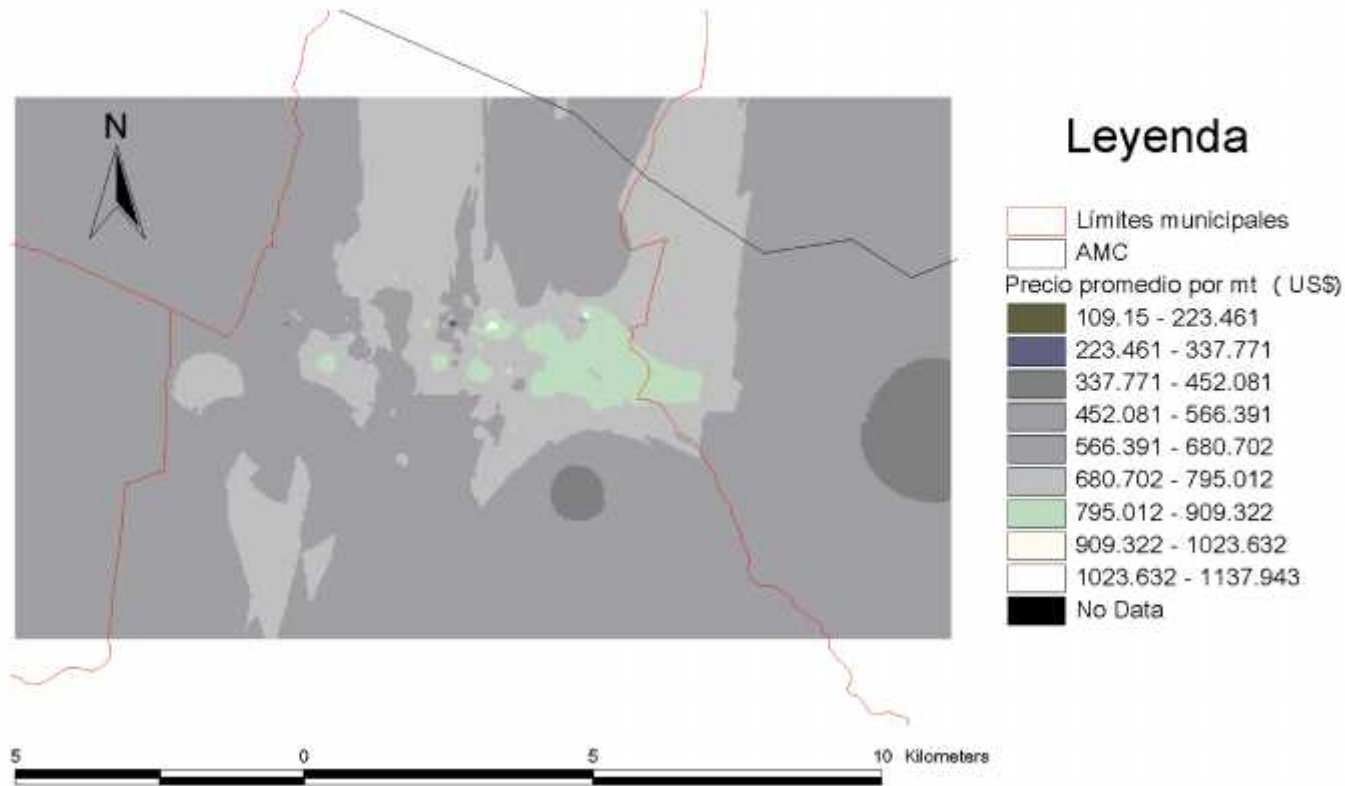 N
Leyenda
Límites municipales
AMC
Precio promedio por mt ( US$)
109.15 - 223.461
223.461 - 337.771
337.771 - 452.081
452.081 - 566.391
566.391 - 680.702
680.702 - 795.012
795.012 - 909.322
909.322 - 1023.632
1023.632 - 1137.943
No Data
5 0 5 10 Kilometers